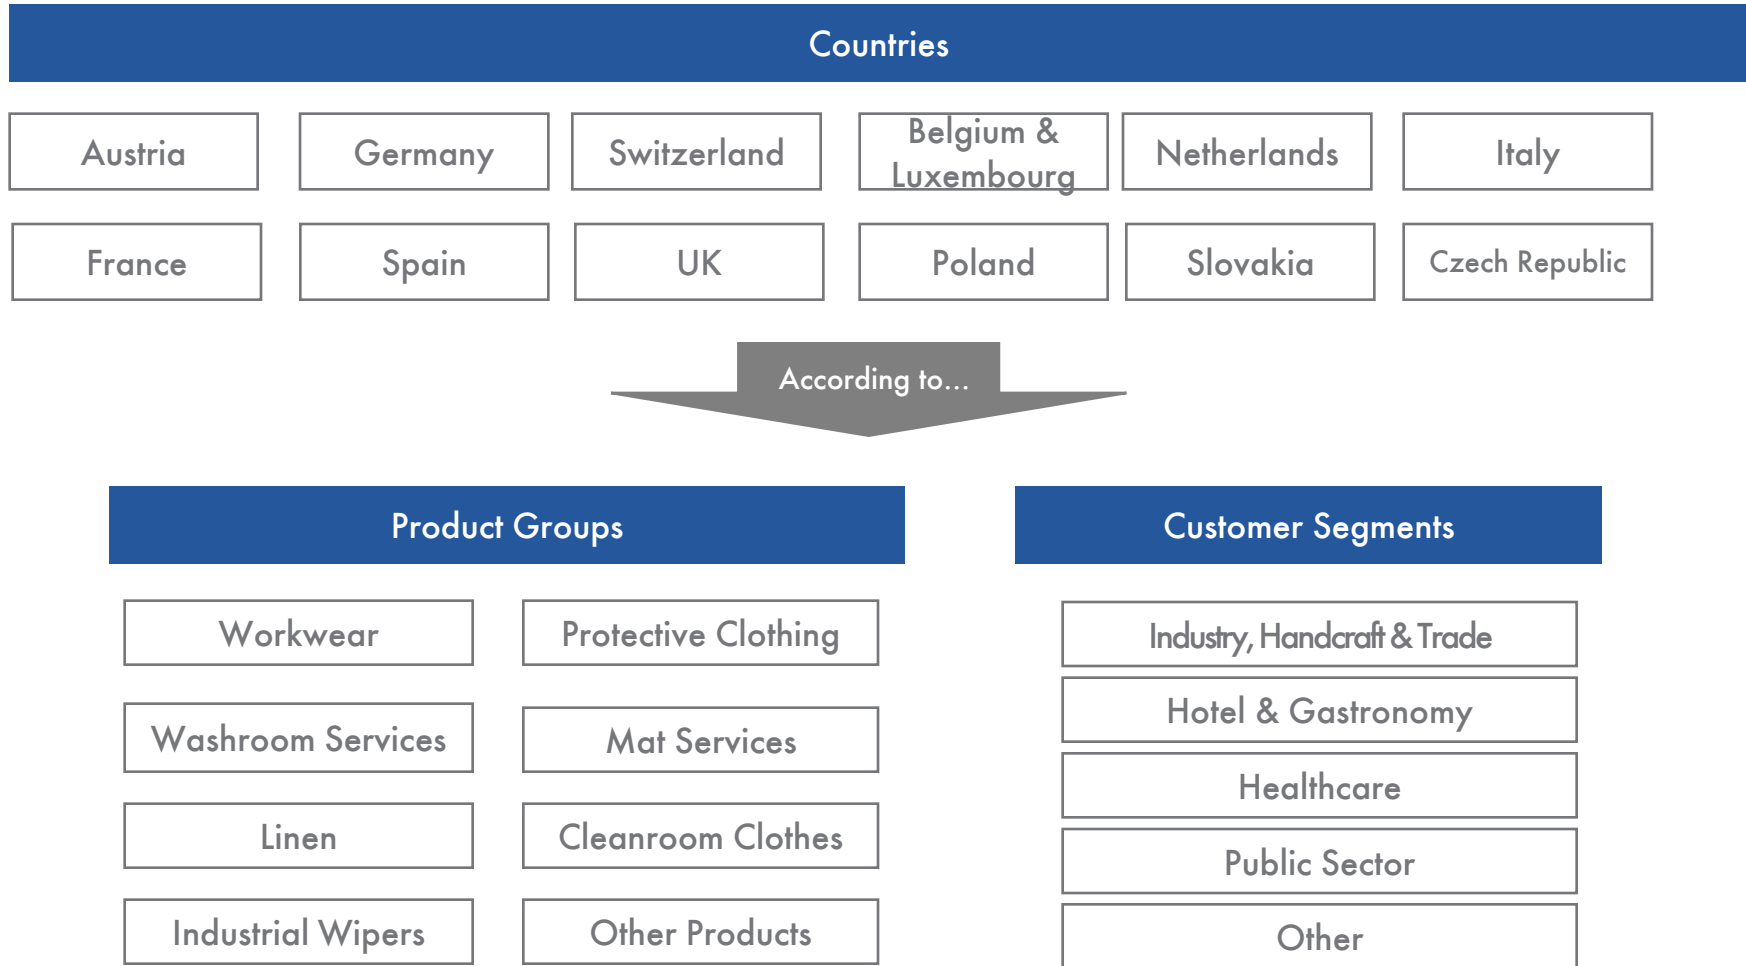 Countries
Austria
Germany
Switzerland
Belgium &
Luxembourg
Netherlands
Italy
France
Spain
UK
Poland
Slovakia
Czech Republic
According to...
Product Groups
Workwear
Protective Clothing
Washroom Services
Mat Services
Linen
Cleanroom Clothes
Industrial Wipers
Other Products
Customer Segments
Industry, Handcraft & Trade
Hotel & Gastronomy
Healthcare
Public Sector
Other